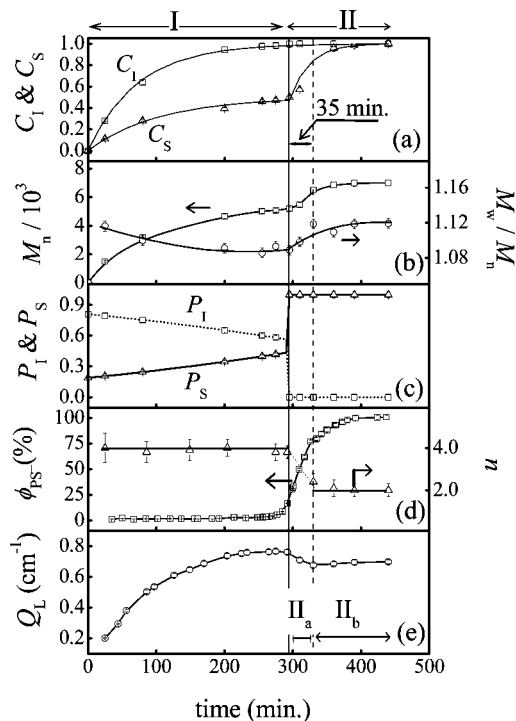 I II
1.0
0.8
0.6
0.4
0.2
0.0
C_I & C_S
C_I
C_S
35 min.
(a)
8
6
4
2
0
M_n / 10^3
1.16
1.12
1.08
M_w / M_n
(b)
0.9
0.6
0.3
0.0
P_I & P_S
P_I
P_S
(c)
100
75
50
25
0
ϕ_PS-(%)
4.0
2.0
n
(d)
0.8
0.6
0.4
0.2
Q_L (cm^-1)
II_a II_b
(e)
0 100 200 300 400 500
time (min.)